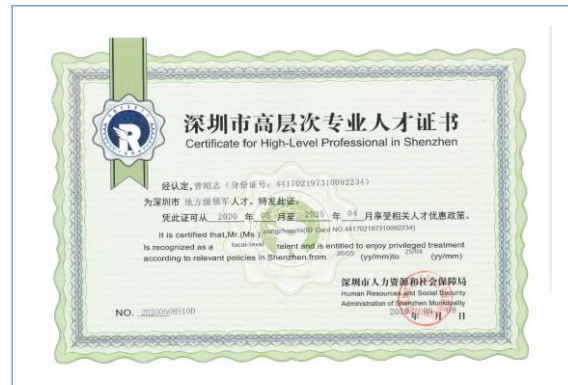 深圳市高层次专业人才证书
Certificate for High-Level Professional in Shenzhen
经认定,曾昭志(身份证号:441702197310092234)
为深圳市 地方级领军人才,特发此证。
凭此证可从 2020 年 05 月至 2025 年 04 月享受相关人才优惠政策。
It is certified that,Mr.(Ms.) (ID Card NO.441702197310092234)
Is recognized as a local-level talent and is entitled to enjoy privileged treatment
according to relevant policies in Shenzhen,from 20/05 (yy/mm)to 25/04 (yy/mm)
深圳市人力资源和社会保障局
Human Resources and Social Security
Administration of Shenzhen Municipality
2020 年 05 月 08 日
NO. 20200508510D